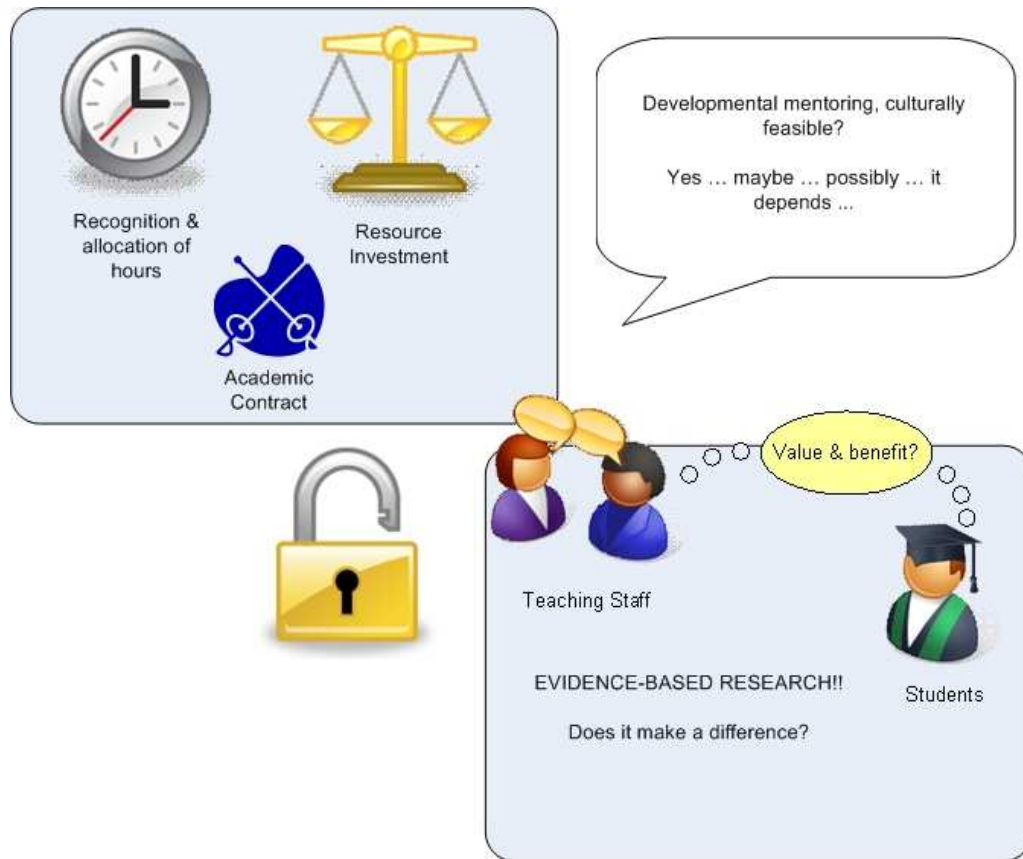 Recognition &
allocation of
hours
Resource
Investment
Academic
Contract
Developmental mentoring, culturally
feasible?
Yes … maybe … possibly … it
depends ...
Value & benefit?
Teaching Staff
Students
EVIDENCE-BASED RESEARCH!!
Does it make a difference?